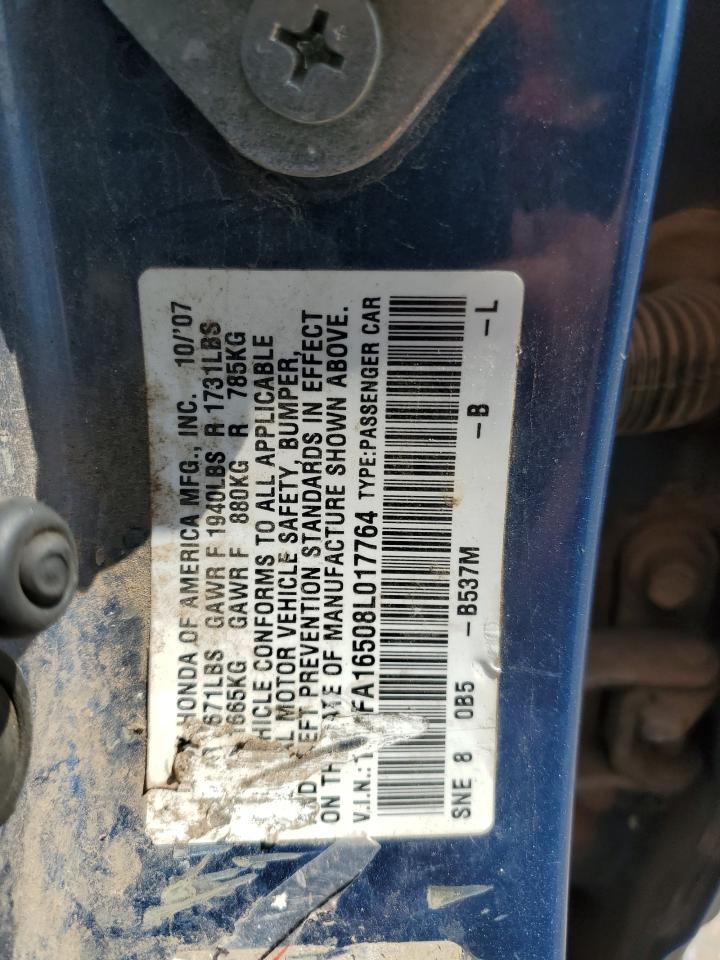 HONDA OF AMERICA MFG., INC. 10/'07
671LBS GAWR F 1940LBS R 1731LBS
665KG GAWR F 880KG R 785KG
HICLE CONFORMS TO ALL APPLICABLE
L MOTOR VEHICLE SAFETY, BUMPER,
EFT PREVENTION STANDARDS IN EFFECT
ON TH TE OF MANUFACTURE SHOWN ABOVE.
V.I.N.: 1 FA16508L017764 TYPE:PASSENGER CAR
SNE 8 0B5 -B537M -B -L